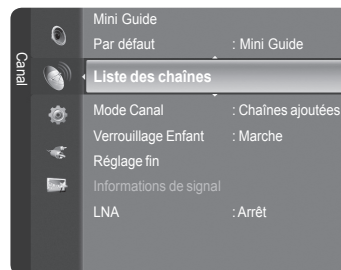 Canal
Mini Guide
Par défaut : Mini Guide
Liste des chaînes
Mode Canal : Chaînes ajoutées
Verrouillage Enfant : Marche
Réglage fin
Informations de signal
LNA : Arrêt